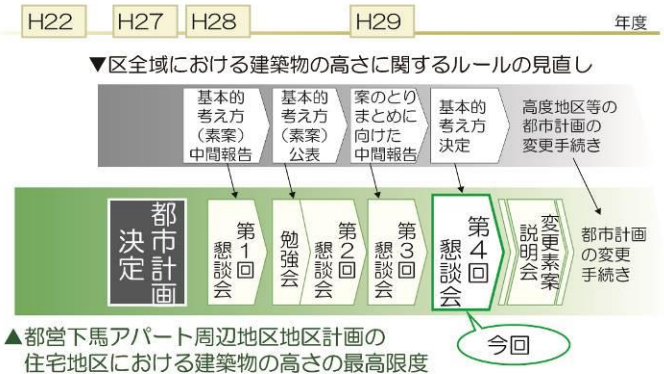 H22
H27
H28
H29
年度
▼区全域における建築物の高さに関するルールの見直し
基本的
考え方
（素案）
中間報告
基本的
考え方
（素案）
公表
案のとり
まとめに
向けた
中間報告
基本的
考え方
決定
高度地区等の
都市計画の
変更手続き
都市計画
決定
第1回
懇談会
勉強会
第2回
懇談会
第3回
懇談会
第4回
懇談会
変更素案
説明会
都市計画
の変更
手続き
▲都営下馬アパート周辺地区地区計画の
住宅地区における建築物の高さの最高限度
今回